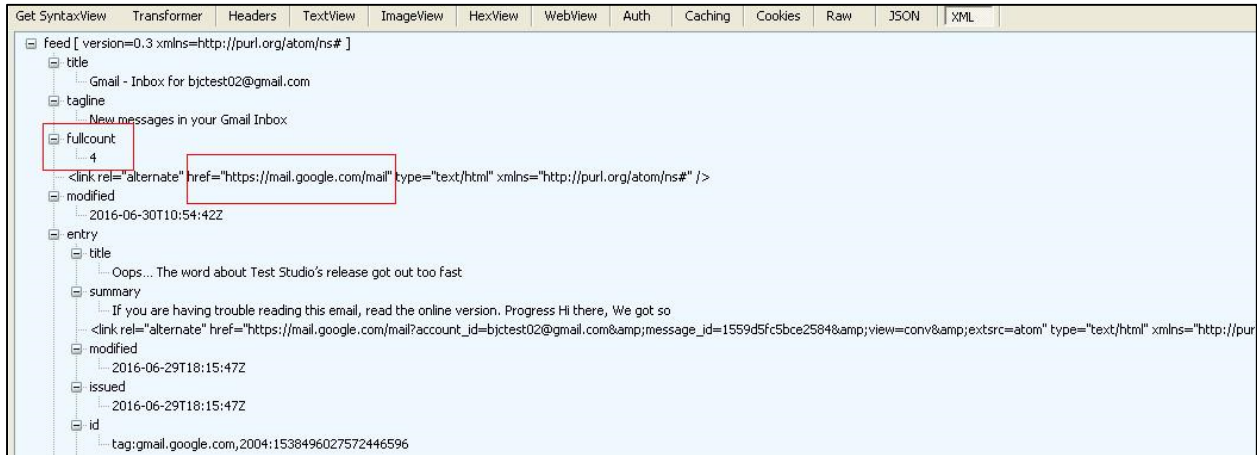 Get SyntaxView Transformer Headers TextView ImageView HexView WebView Auth Caching Cookies Raw JSON XML
feed [ version=0.3 xmlns=http://purl.org/atom/ns# ]
title
Gmail - Inbox for bjctest02@gmail.com
tagline
New messages in your Gmail Inbox
fullcount
4
<link rel="alternate" href="https://mail.google.com/mail" type="text/html" xmlns="http://purl.org/atom/ns#" />
modified
2016-06-30T10:54:42Z
entry
title
Oops... The word about Test Studio's release got out too fast
summary
If you are having trouble reading this email, read the online version. Progress Hi there, We got so
<link rel="alternate" href="https://mail.google.com/mail?account_id=bjctest02@gmail.com&amp;message_id=1559d5fc5bce2584&amp;view=conv&amp;extsrc=atom" type="text/html" xmlns="http://pur
modified
2016-06-29T18:15:47Z
issued
2016-06-29T18:15:47Z
id
tag:gmail.google.com,2004:1538496027572446596